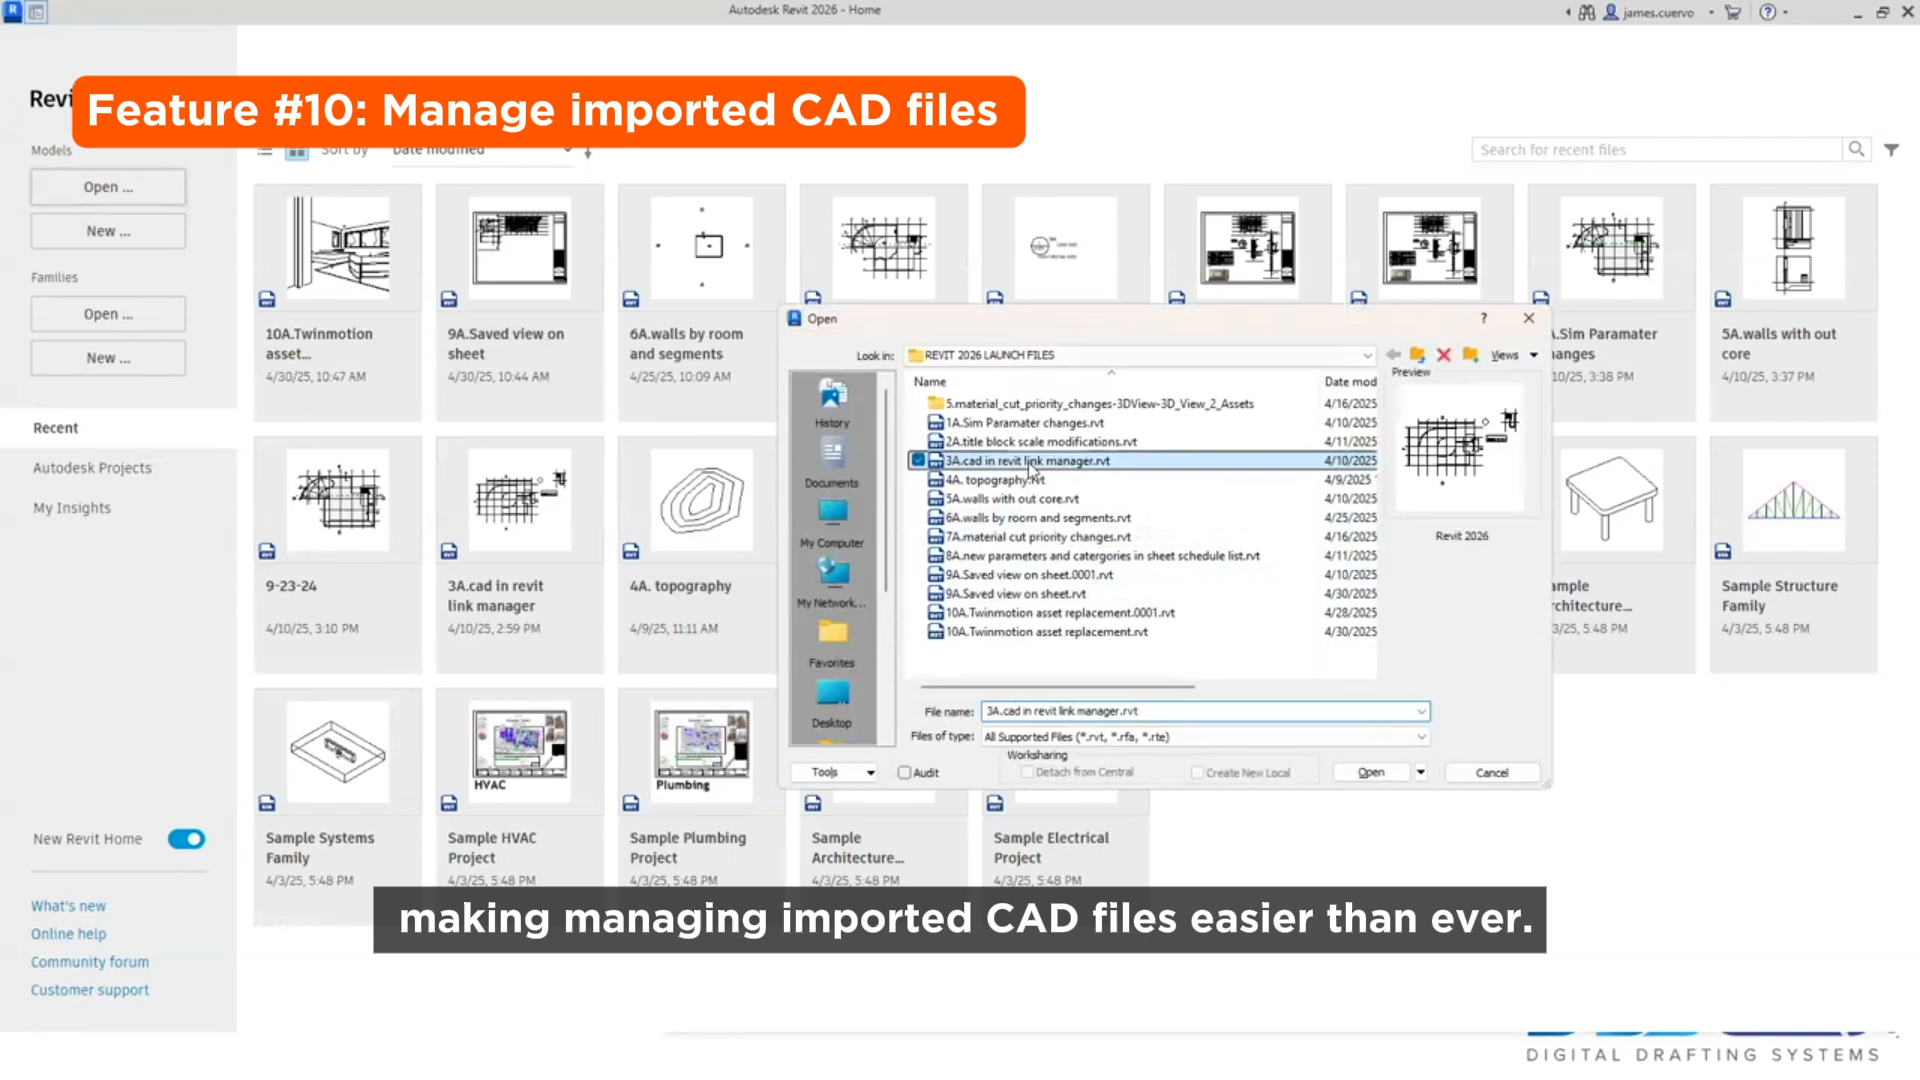 Autodesk Revit 2026 - Home
james.cuervo
Feature #10: Manage imported CAD files
Models
Open ...
New ...
Families
Open ...
New ...
Recent
Autodesk Projects
My Insights
New Revit Home
What's new
Online help
Community forum
Customer support
Sort by
Date modified
Search for recent files
10A.Twinmotion
asset...
4/30/25, 10:47 AM
9A.Saved view on
sheet
4/30/25, 10:44 AM
6A.walls by room
and segments
4/25/25, 10:09 AM
5A.walls with out
core
4/10/25, 3:37 PM
9-23-24
4/10/25, 3:10 PM
3A.cad in revit
link manager
4/10/25, 2:59 PM
4A. topography
4/9/25, 11:11 AM
4/3/25, 5:48 PM
Sample Structure
Family
4/3/25, 5:48 PM
Sample Systems
Family
4/3/25, 5:48 PM
HVAC
Sample HVAC
Project
4/3/25, 5:48 PM
Plumbing
Sample Plumbing
Project
4/3/25, 5:48 PM
Sample
Architecture...
4/3/25, 5:48 PM
Sample Electrical
Project
4/3/25, 5:48 PM
Open
?
Look in: REVIT 2026 LAUNCH FILES
Views
Preview
Name Date mod
5.material_cut_priority_changes-3DView-3D_View_2_Assets 4/16/2025
1A.Sim Paramater changes.rvt 4/10/2025
2A.title block scale modifications.rvt 4/11/2025
3A.cad in revit link manager.rvt 4/10/2025
4A. topography.rvt 4/9/2025
5A.walls with out core.rvt 4/10/2025
6A.walls by room and segments.rvt 4/25/2025
7A.material cut priority changes.rvt 4/16/2025
8A.new parameters and catergories in sheet schedule list.rvt 4/11/2025
9A.Saved view on sheet.0001.rvt 4/10/2025
9A.Saved view on sheet.rvt 4/30/2025
10A.Twinmotion asset replacement.0001.rvt 4/28/2025
10A.Twinmotion asset replacement.rvt 4/30/2025
Revit 2026
History
Documents
My Computer
My Network...
Favorites
Desktop
File name: 3A.cad in revit link manager.rvt
Files of type: All Supported Files (*.rvt, *.rfa, *.rte)
Worksharing
Tools
Audit
Detach from Central
Create New Local
Open
Cancel
making managing imported CAD files easier than ever.
DIGITAL DRAFTING SYSTEMS